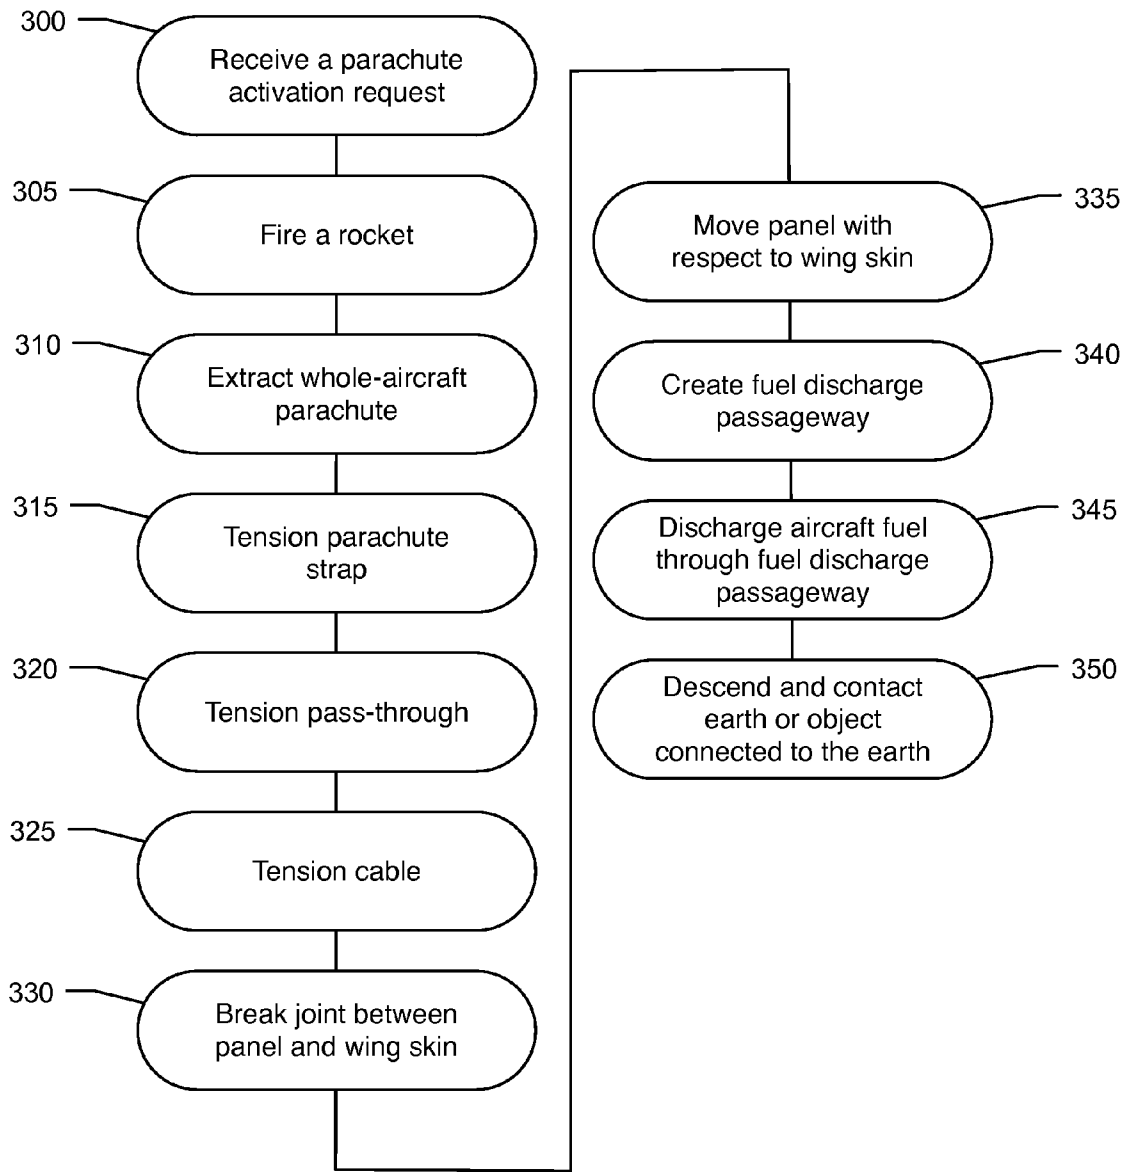 300
Receive a parachute
activation request
305
Fire a rocket
310
Extract whole-aircraft
parachute
315
Tension parachute
strap
320
Tension pass-through
325
Tension cable
330
Break joint between
panel and wing skin
335
Move panel with
respect to wing skin
340
Create fuel discharge
passageway
345
Discharge aircraft fuel
through fuel discharge
passageway
350
Descend and contact
earth or object
connected to the earth